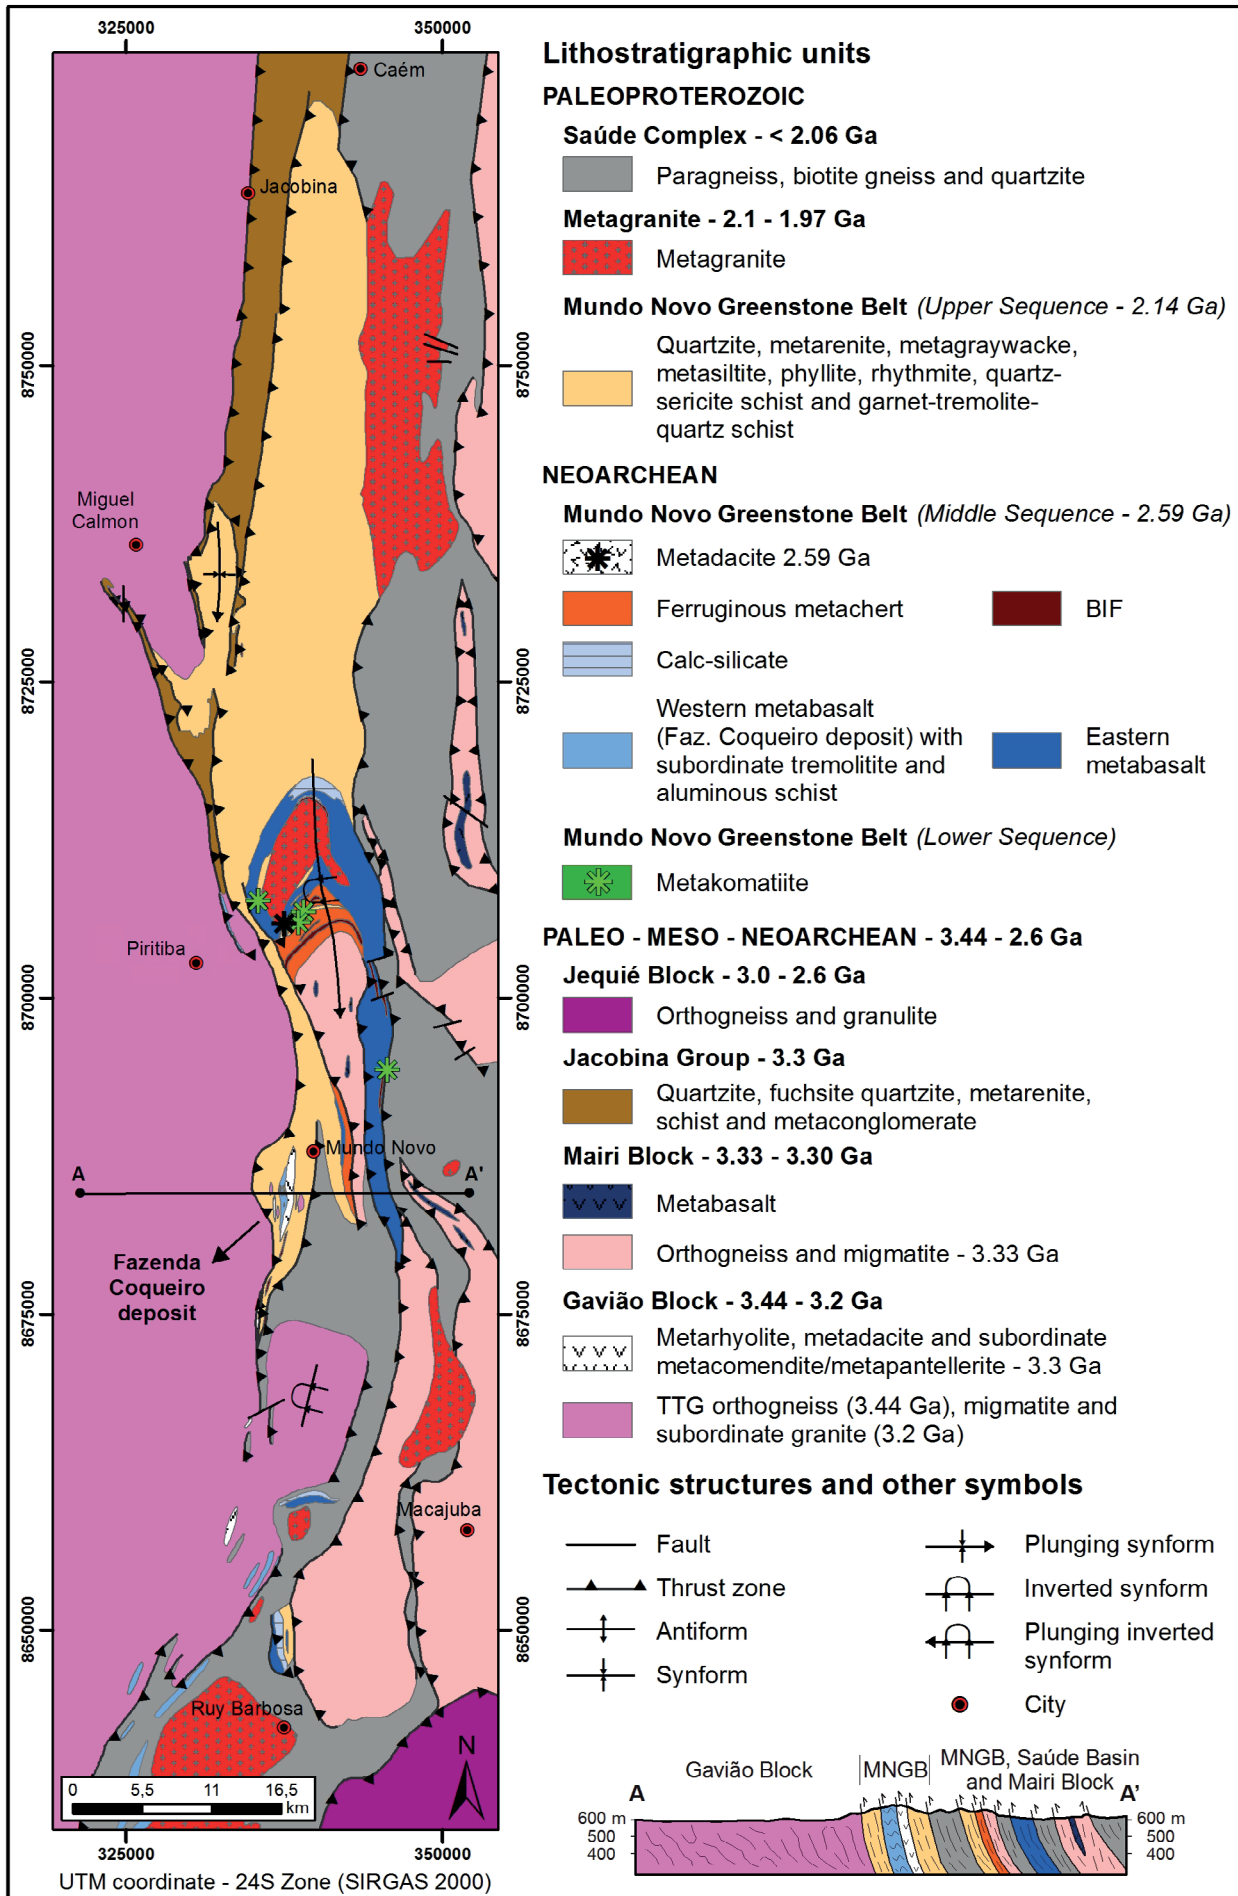 325000
350000
Caém
Jacobina
8750000
8750000
Miguel
Calmon
8725000
8725000
Piritiba
8700000
8700000
Mundo Novo
A
A'
Fazenda
Coqueiro
deposit
8675000
8675000
Macajuba
8650000
8650000
Ruy Barbosa
N
0
5,5
11
16,5
km
325000
350000
UTM coordinate - 24S Zone (SIRGAS 2000)
Lithostratigraphic units
PALEOPROTEROZOIC
Saúde Complex - < 2.06 Ga
Paragneiss, biotite gneiss and quartzite
Metagranite - 2.1 - 1.97 Ga
Metagranite
Mundo Novo Greenstone Belt (Upper Sequence - 2.14 Ga)
Quartzite, metarenite, metagraywacke,
metasiltite, phyllite, rhythmite, quartz-
sericite schist and garnet-tremolite-
quartz schist
NEOARCHEAN
Mundo Novo Greenstone Belt (Middle Sequence - 2.59 Ga)
Metadacite 2.59 Ga
Ferruginous metachert
BIF
Calc-silicate
Western metabasalt
(Faz. Coqueiro deposit) with
subordinate tremolitite and
aluminous schist
Eastern
metabasalt
Mundo Novo Greenstone Belt (Lower Sequence)
Metakomatiite
PALEO - MESO - NEOARCHEAN - 3.44 - 2.6 Ga
Jequié Block - 3.0 - 2.6 Ga
Orthogneiss and granulite
Jacobina Group - 3.3 Ga
Quartzite, fuchsite quartzite, metarenite,
schist and metaconglomerate
Mairi Block - 3.33 - 3.30 Ga
Metabasalt
Orthogneiss and migmatite - 3.33 Ga
Gavião Block - 3.44 - 3.2 Ga
Metarhyolite, metadacite and subordinate
metacomendite/metapantellerite - 3.3 Ga
TTG orthogneiss (3.44 Ga), migmatite and
subordinate granite (3.2 Ga)
Tectonic structures and other symbols
Fault
Thrust zone
Antiform
Synform
Plunging synform
Inverted synform
Plunging inverted
synform
City
Gavião Block
MNGB
MNGB, Saúde Basin
and Mairi Block
A
A'
600 m
500
400
600 m
500
400